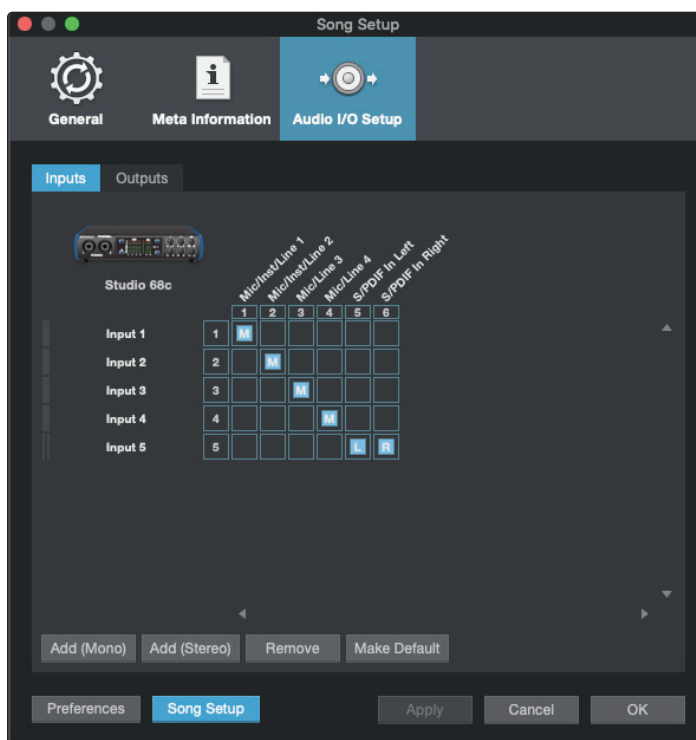 Song Setup
General
Meta Information
Audio I/O Setup
Inputs
Outputs
Studio 68c
Mic/Inst/Line 1
Mic/Inst/Line 2
Mic/Line 3
Mic/Line 4
S/PDIF In Left
S/PDIF In Right
1 2 3 4 5 6
Input 1 1 M
Input 2 2 M
Input 3 3 M
Input 4 4 M
Input 5 5 L R
Add (Mono) Add (Stereo) Remove Make Default
Preferences Song Setup Apply Cancel OK